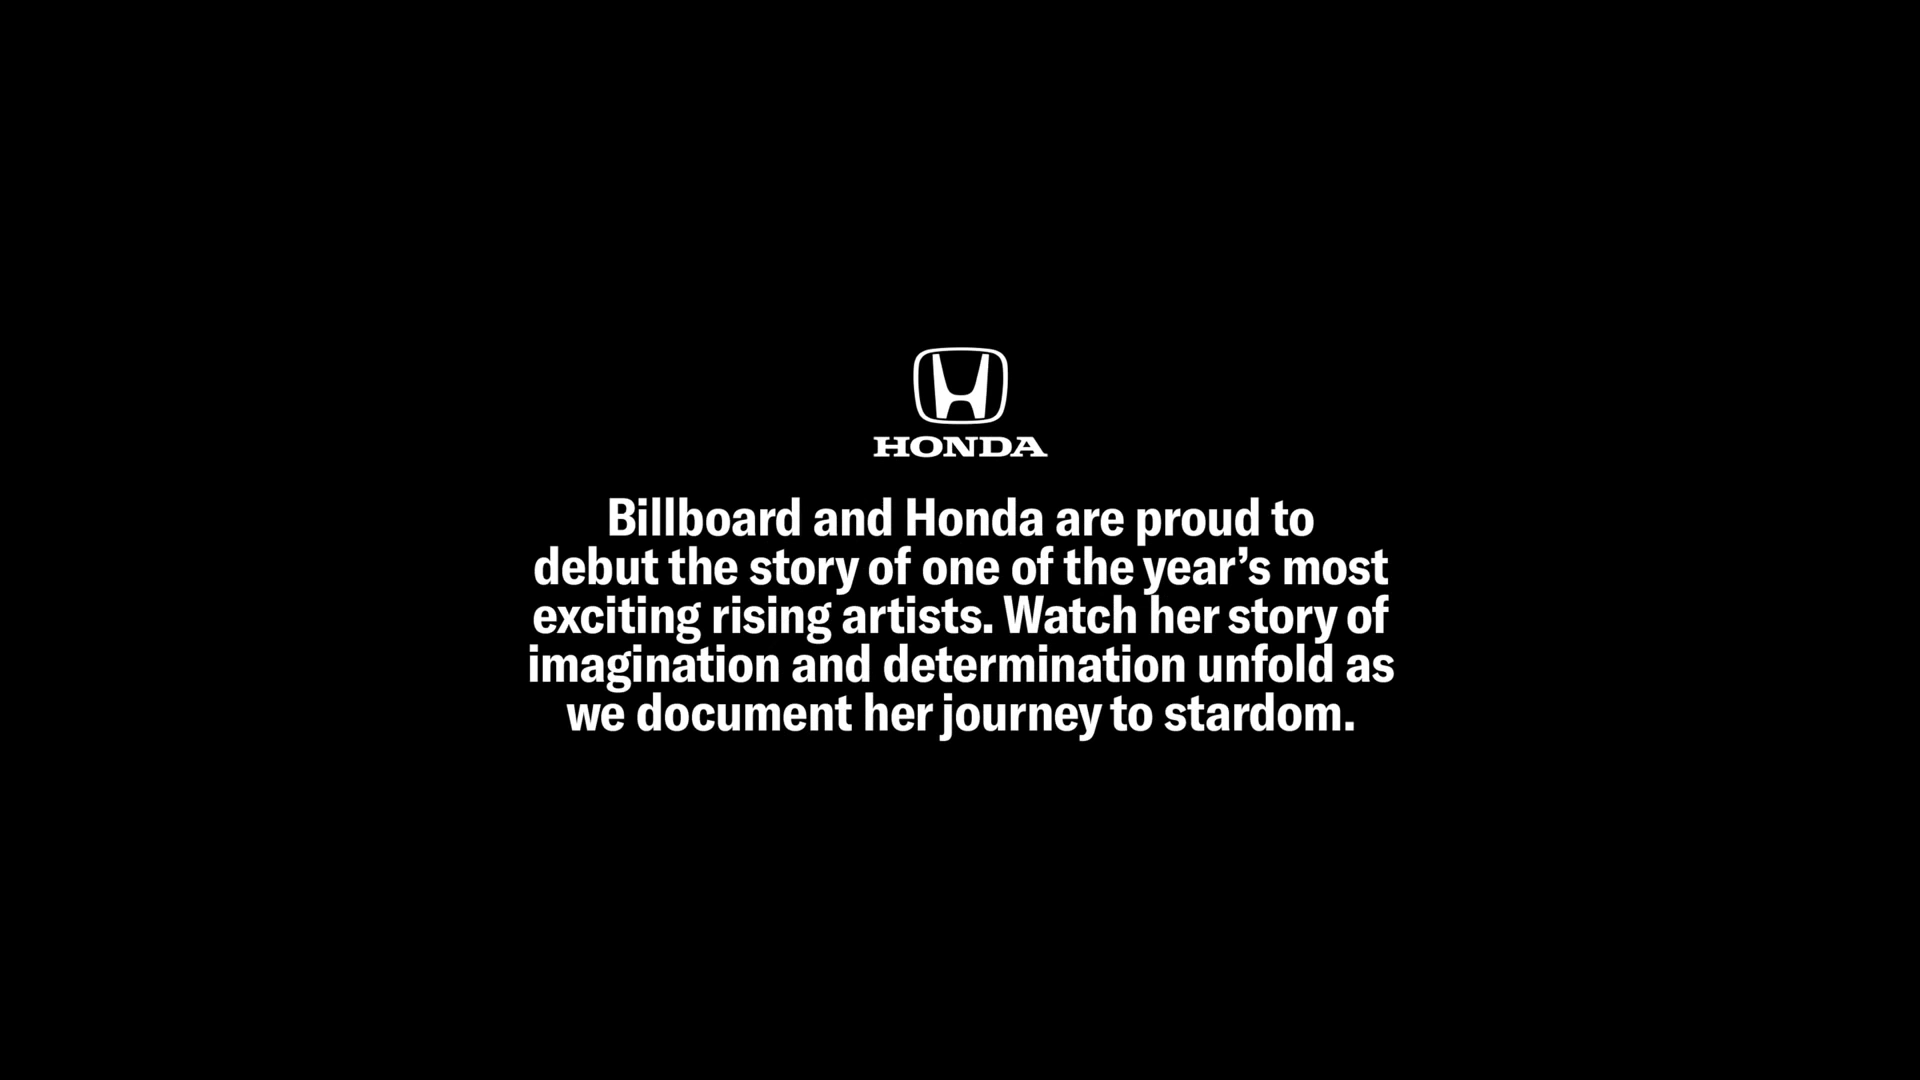 HONDA
Billboard and Honda are proud to
debut the story of one of the year’s most
exciting rising artists. Watch her story of
imagination and determination unfold as
we document her journey to stardom.